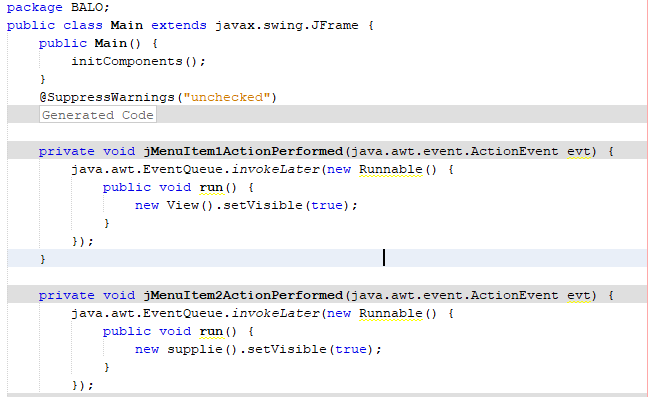 package BALO;
public class Main extends javax.swing.JFrame {
public Main() {
initComponents();
}
@SuppressWarnings("unchecked")
Generated Code
private void jMenuItem1ActionPerformed(java.awt.event.ActionEvent evt) {
java.awt.EventQueue.invokeLater(new Runnable() {
public void run() {
new View().setVisible(true);
}
});
}
private void jMenuItem2ActionPerformed(java.awt.event.ActionEvent evt) {
java.awt.EventQueue.invokeLater(new Runnable() {
public void run() {
new supplie().setVisible(true);
}
});